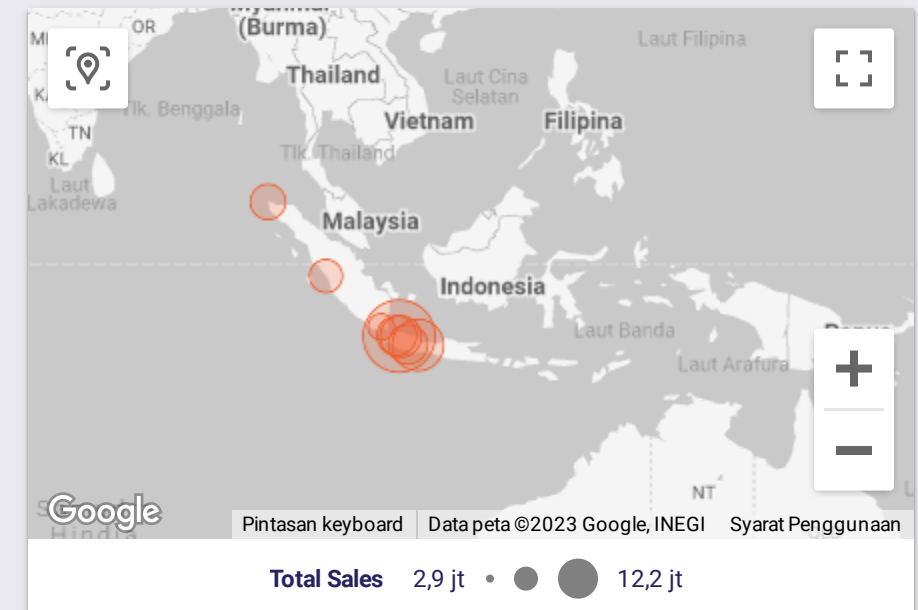 (Burma)
OR
Laut Filipina
Thailand
Laut Cina
Selatan
Tlk. Benggala
Vietnam
Filipina
TN
Tlk. Thailand
KL
Laut
Lakadewa
Malaysia
Indonesia
Laut Banda
Laut Arafura
NT
Google
Pintasan keyboard
Data peta ©2023 Google, INEGI
Syarat Penggunaan
Total Sales 2,9 jt 12,2 jt